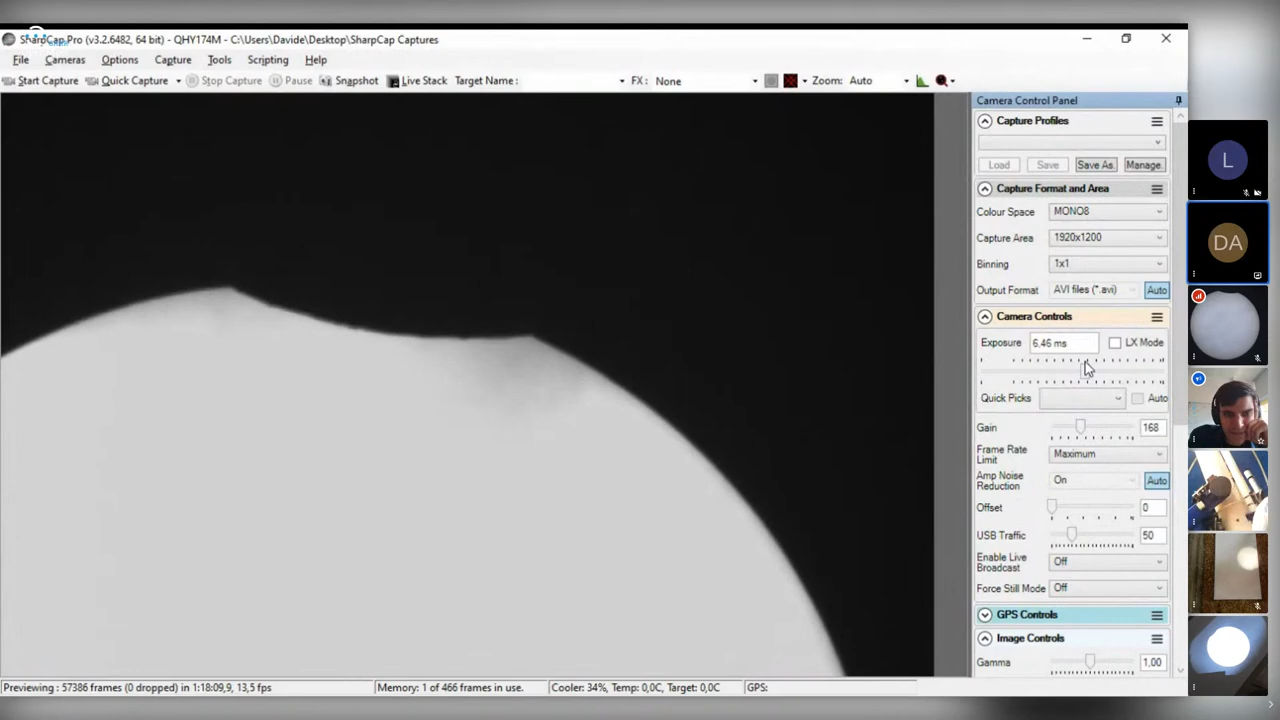 SharpCap Pro (v3.2.6482, 64 bit) - QHY174M - C:\Users\Davide\Desktop\SharpCap Captures
File Cameras Options Capture Tools Scripting Help
Start Capture Quick Capture Stop Capture Pause Snapshot Live Stack Target Name : FX : None Zoom: Auto
Camera Control Panel
Capture Profiles
Load Save Save As. Manage.
Capture Format and Area
Colour Space MONO8
Capture Area 1920x1200
Binning 1x1
Output Format AVI files (*.avi) Auto
Camera Controls
Exposure 6.46 ms LX Mode
Quick Picks Auto
Gain 168
Frame Rate Limit Maximum
Amp Noise Reduction On Auto
Offset 0
USB Traffic 50
Enable Live Broadcast Off
Force Still Mode Off
GPS Controls
Image Controls
Gamma 1,00
Previewing : 57386 frames (0 dropped) in 1:18:09,9, 13,5 fps Memory: 1 of 466 frames in use. Cooler: 34%, Temp: 0,0C, Target: 0,0C GPS:
L
DA